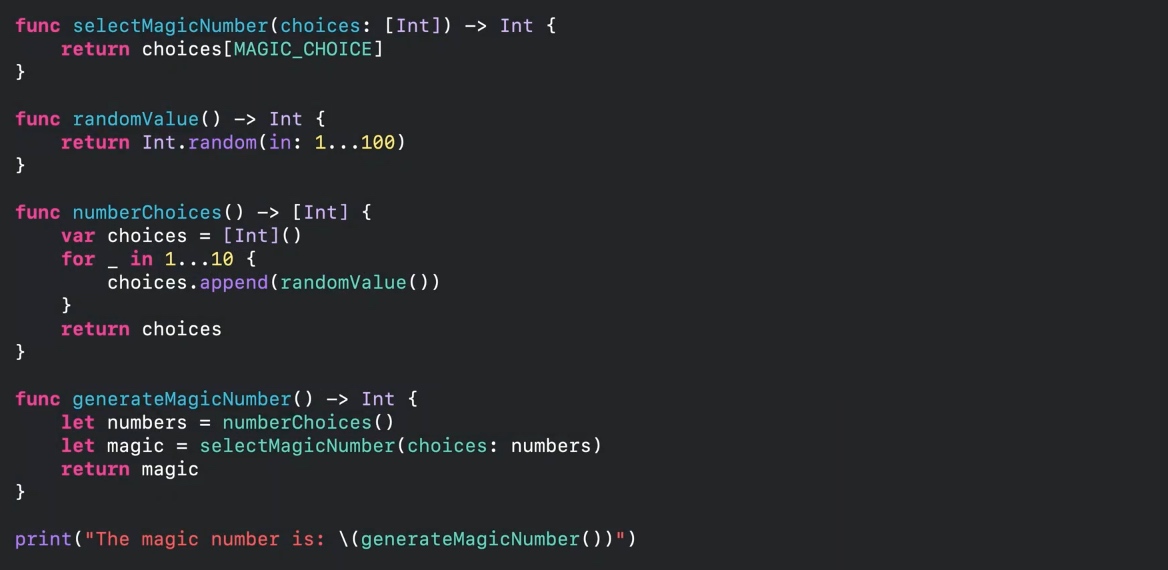 func selectMagicNumber(choices: [Int]) -> Int {
    return choices[MAGIC_CHOICE]
}

func randomValue() -> Int {
    return Int.random(in: 1...100)
}

func numberChoices() -> [Int] {
    var choices = [Int]()
    for _ in 1...10 {
        choices.append(randomValue())
    }
    return choices
}

func generateMagicNumber() -> Int {
    let numbers = numberChoices()
    let magic = selectMagicNumber(choices: numbers)
    return magic
}

print("The magic number is: \(generateMagicNumber())")